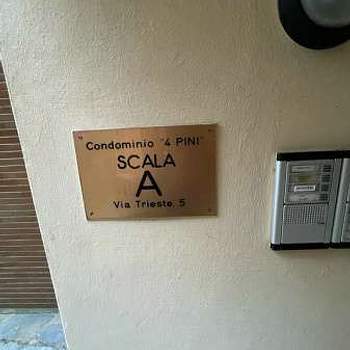 Condominio "4 PINI"
SCALA
A
Via Trieste, 5